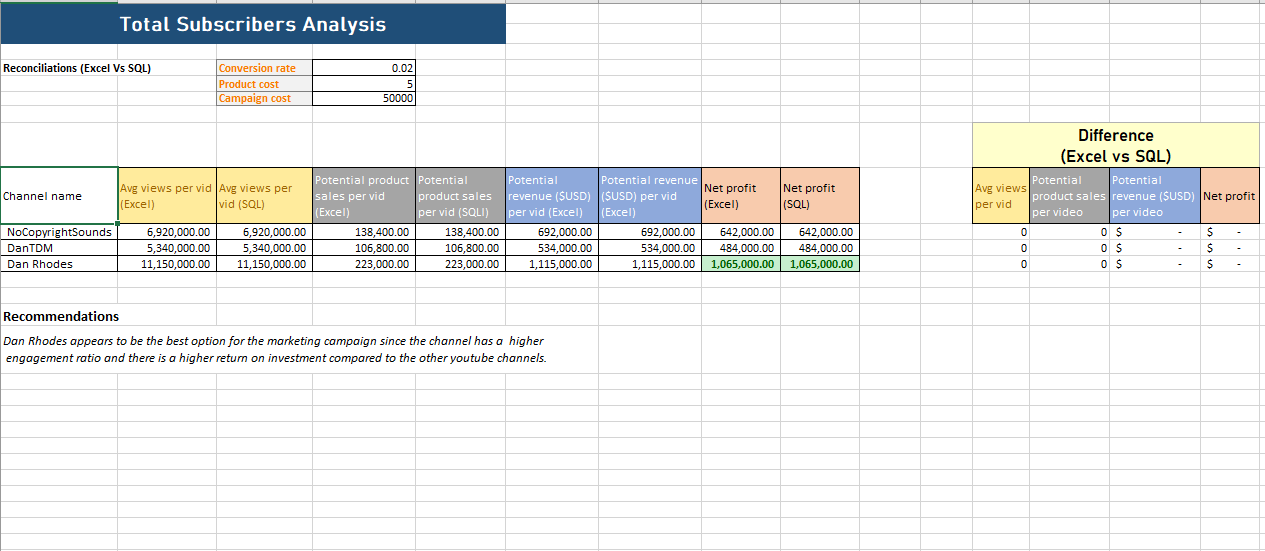 Total Subscribers Analysis
Reconciliations (Excel Vs SQL) Conversion rate 0.02
Product cost 5
Campaign cost 50000
Difference
(Excel vs SQL)
Channel name
Avg views per vid
(Excel)
Avg views per
vid (SQL)
Potential product
sales per vid
(Excel)
Potential
product sales
per vid (SQLI)
Potential
revenue ($USD)
per vid (Excel)
Potential revenue
($USD) per vid
(Excel)
Net profit
(Excel)
Net profit
(SQL)
Avg views
per vid
Potential
product sales
per video
Potential
revenue ($USD)
per video
Net profit
NoCopyrightSounds 6,920,000.00 6,920,000.00 138,400.00 138,400.00 692,000.00 692,000.00 642,000.00 642,000.00 0 0 $ - $ -
DanTDM 5,340,000.00 5,340,000.00 106,800.00 106,800.00 534,000.00 534,000.00 484,000.00 484,000.00 0 0 $ - $ -
Dan Rhodes 11,150,000.00 11,150,000.00 223,000.00 223,000.00 1,115,000.00 1,115,000.00 1,065,000.00 1,065,000.00 0 0 $ - $ -
Recommendations
Dan Rhodes appears to be the best option for the marketing campaign since the channel has a higher
engagement ratio and there is a higher return on investment compared to the other youtube channels.